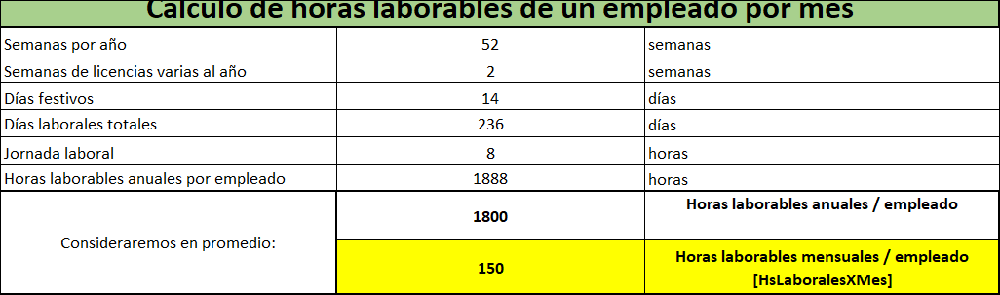 Calculo de horas laborables de un empleado por mes
Semanas por año 52 semanas
Semanas de licencias varias al año 2 semanas
Días festivos 14 días
Días laborales totales 236 días
Jornada laboral 8 horas
Horas laborables anuales por empleado 1888 horas
Consideraremos en promedio:
1800 Horas laborables anuales / empleado
150 Horas laborables mensuales / empleado
[HsLaboralesXMes]